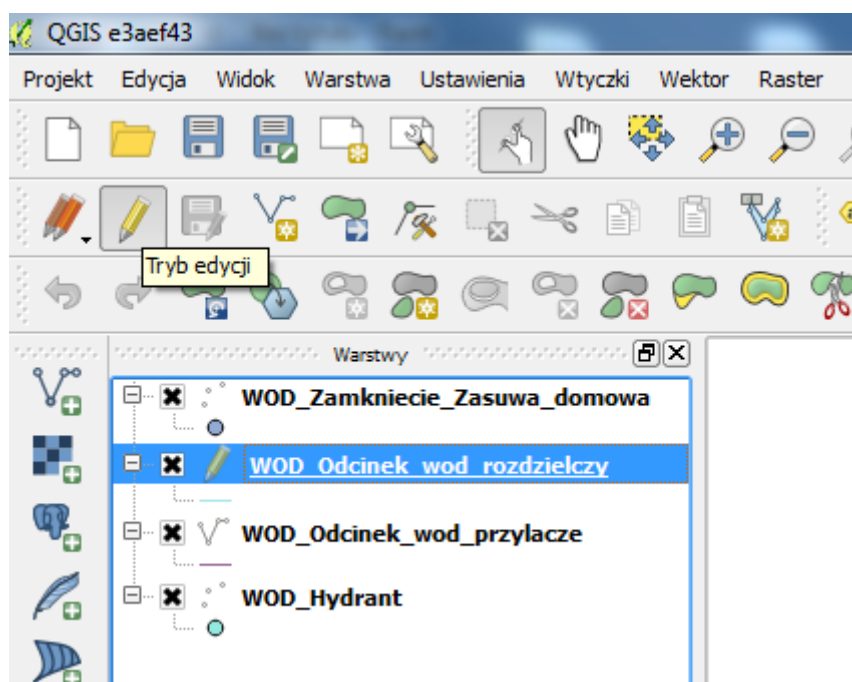 QGIS e3aef43
Projekt Edycja Widok Warstwa Ustawienia Wtyczki Wektor Raster
Tryb edycji
Warstwy
WOD_Zamkniecie_Zasuwa_domowa
WOD_Odcinek_wod_rozdzielczy
WOD_Odcinek_wod_przylacze
WOD_Hydrant